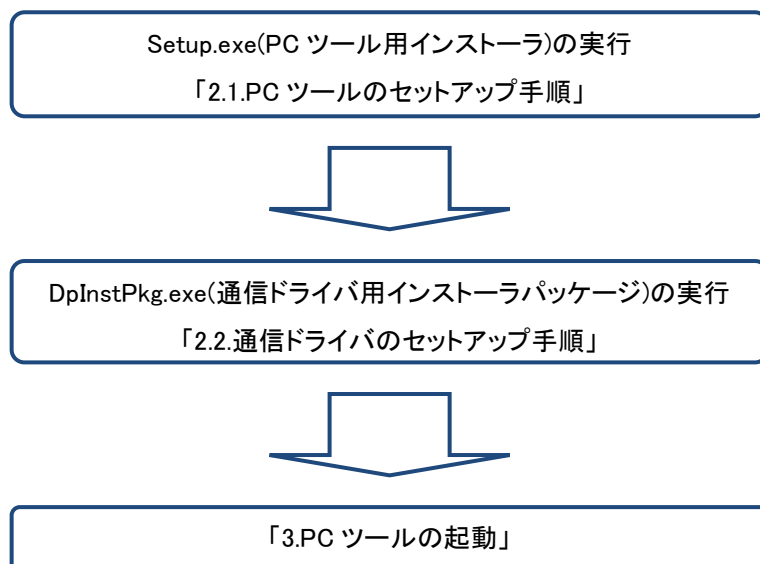 Setup.exe(PC ツール用インストーラ)の実行
「2.1.PC ツールのセットアップ手順」
DpInstPkg.exe(通信ドライバ用インストーラパッケージ)の実行
「2.2.通信ドライバのセットアップ手順」
「3.PC ツールの起動」